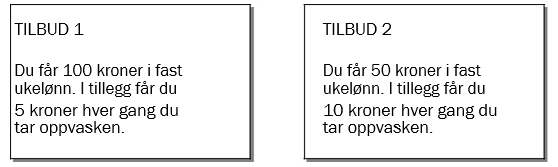 TILBUD 1
Du får 100 kroner i fast
ukelønn. I tillegg får du
5 kroner hver gang du
tar oppvasken.
TILBUD 2
Du får 50 kroner i fast
ukelønn. I tillegg får du
10 kroner hver gang du
tar oppvasken.